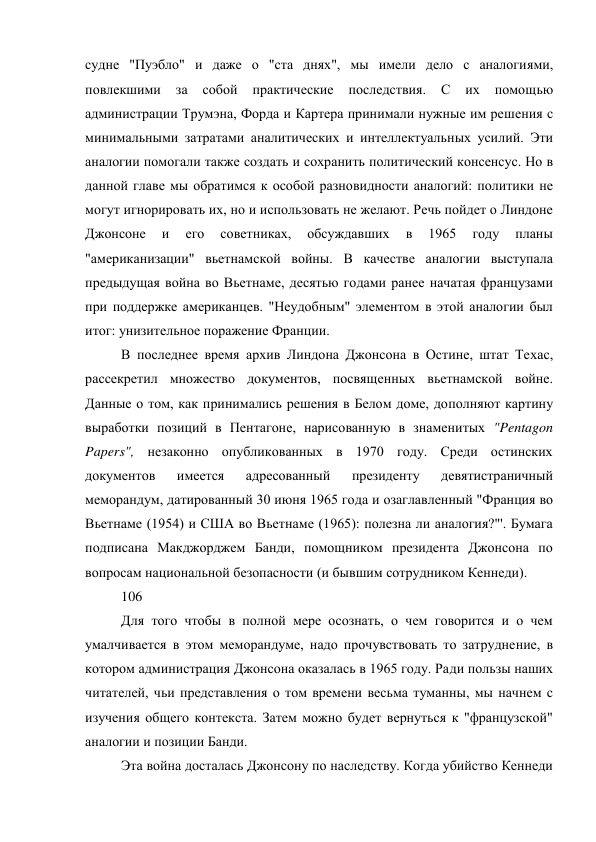 судне "Пуэбло" и даже о "ста днях", мы имели дело с аналогиями,
повлекшими за собой практические последствия. С их помощью
администрации Трумэна, Форда и Картера принимали нужные им решения с
минимальными затратами аналитических и интеллектуальных усилий. Эти
аналогии помогали также создать и сохранить политический консенсус. Но в
данной главе мы обратимся к особой разновидности аналогий: политики не
могут игнорировать их, но и использовать не желают. Речь пойдет о Линдоне
Джонсоне и его советниках, обсуждавших в 1965 году планы
"американизации" вьетнамской войны. В качестве аналогии выступала
предыдущая война во Вьетнаме, десятью годами ранее начатая французами
при поддержке американцев. "Неудобным" элементом в этой аналогии был
итог: унизительное поражение Франции.
В последнее время архив Линдона Джонсона в Остине, штат Техас,
рассекретил множество документов, посвященных вьетнамской войне.
Данные о том, как принимались решения в Белом доме, дополняют картину
выработки позиций в Пентагоне, нарисованную в знаменитых "Pentagon
Papers", незаконно опубликованных в 1970 году. Среди остинских
документов имеется адресованный президенту девятистраничный
меморандум, датированный 30 июня 1965 года и озаглавленный "Франция во
Вьетнаме (1954) и США во Вьетнаме (1965): полезна ли аналогия?"'. Бумага
подписана Макджорджем Банди, помощником президента Джонсона по
вопросам национальной безопасности (и бывшим сотрудником Кеннеди).
106
Для того чтобы в полной мере осознать, о чем говорится и о чем
умалчивается в этом меморандуме, надо прочувствовать то затруднение, в
котором администрация Джонсона оказалась в 1965 году. Ради пользы наших
читателей, чьи представления о том времени весьма туманны, мы начнем с
изучения общего контекста. Затем можно будет вернуться к "французской"
аналогии и позиции Банди.
Эта война досталась Джонсону по наследству. Когда убийство Кеннеди